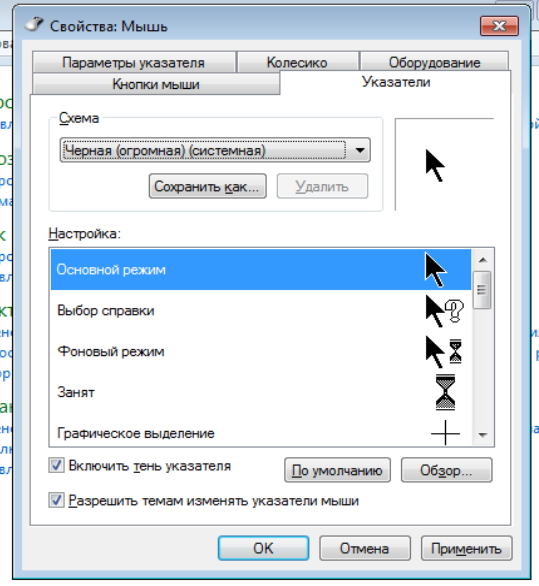 Свойства: Мышь
Параметры указателя
Колесико
Оборудование
Кнопки мыши
Указатели
Схема
Черная (огромная) (системная)
Сохранить как...
Удалить
Настройка:
Основной режим
Выбор справки
Фоновый режим
Занят
Графическое выделение
Включить тень указателя
По умолчанию
Обзор...
Разрешить темам изменять указатели мыши
OK
Отмена
Применить